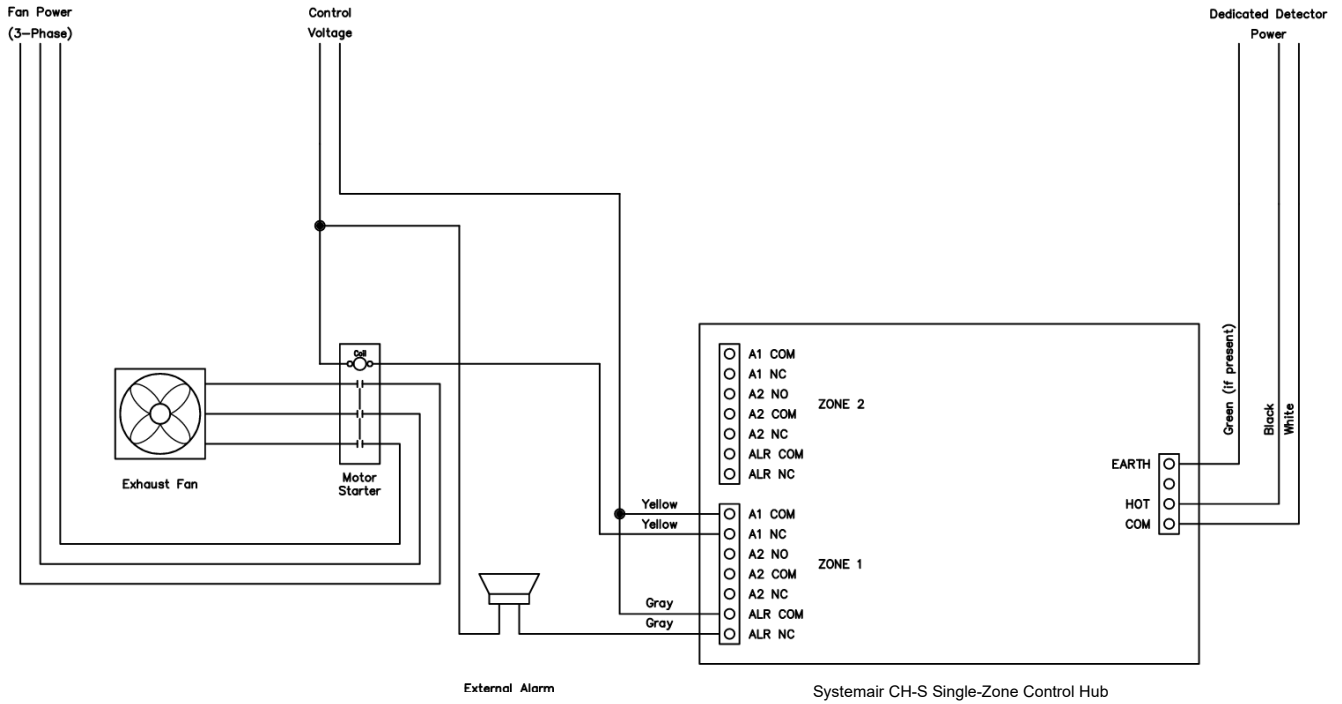 Fan Power
(3-Phase)
Control
Voltage
Dedicated Detector
Power
Green (if present)
Black
White
Coil
Exhaust Fan
Motor
Starter
A1 COM
A1 NC
A2 NO
A2 COM
A2 NC
ALR COM
ALR NC
ZONE 2
EARTH
HOT
COM
Yellow
Yellow
Gray
Gray
A1 COM
A1 NC
A2 NO
A2 COM
A2 NC
ALR COM
ALR NC
ZONE 1
External Alarm
Systemair CH-S Single-Zone Control Hub